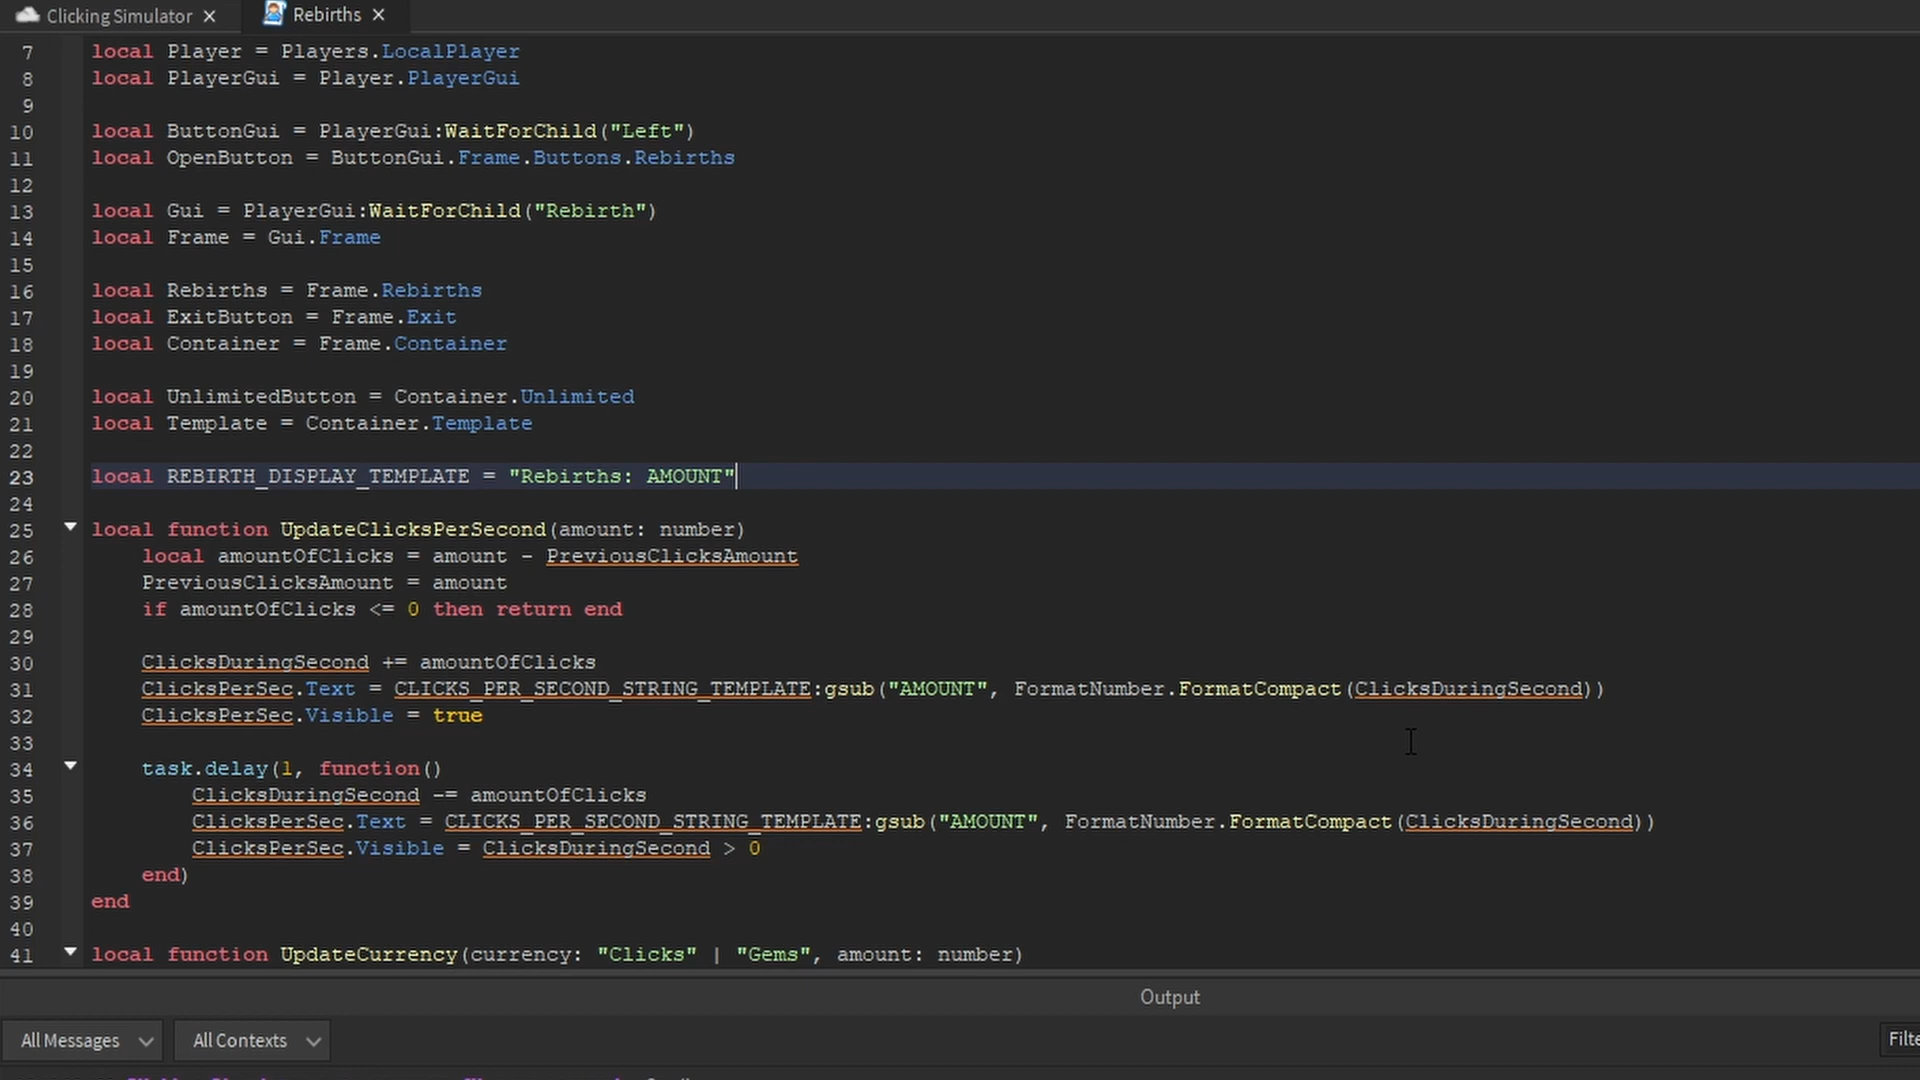 Clicking Simulator
Rebirths
7 local Player = Players.LocalPlayer
8 local PlayerGui = Player.PlayerGui
9
10 local ButtonGui = PlayerGui:WaitForChild("Left")
11 local OpenButton = ButtonGui.Frame.Buttons.Rebirths
12
13 local Gui = PlayerGui:WaitForChild("Rebirth")
14 local Frame = Gui.Frame
15
16 local Rebirths = Frame.Rebirths
17 local ExitButton = Frame.Exit
18 local Container = Frame.Container
19
20 local UnlimitedButton = Container.Unlimited
21 local Template = Container.Template
22
23 local REBIRTH_DISPLAY_TEMPLATE = "Rebirths: AMOUNT"
24
25 local function UpdateClicksPerSecond(amount: number)
26 local amountOfClicks = amount - PreviousClicksAmount
27 PreviousClicksAmount = amount
28 if amountOfClicks <= 0 then return end
29
30 ClicksDuringSecond += amountOfClicks
31 ClicksPerSec.Text = CLICKS_PER_SECOND_STRING_TEMPLATE:gsub("AMOUNT", FormatNumber.FormatCompact(ClicksDuringSecond))
32 ClicksPerSec.Visible = true
33
34 task.delay(1, function()
35 ClicksDuringSecond -= amountOfClicks
36 ClicksPerSec.Text = CLICKS_PER_SECOND_STRING_TEMPLATE:gsub("AMOUNT", FormatNumber.FormatCompact(ClicksDuringSecond))
37 ClicksPerSec.Visible = ClicksDuringSecond > 0
38 end)
39 end
40
41 local function UpdateCurrency(currency: "Clicks" | "Gems", amount: number)
Output
All Messages All Contexts Filte